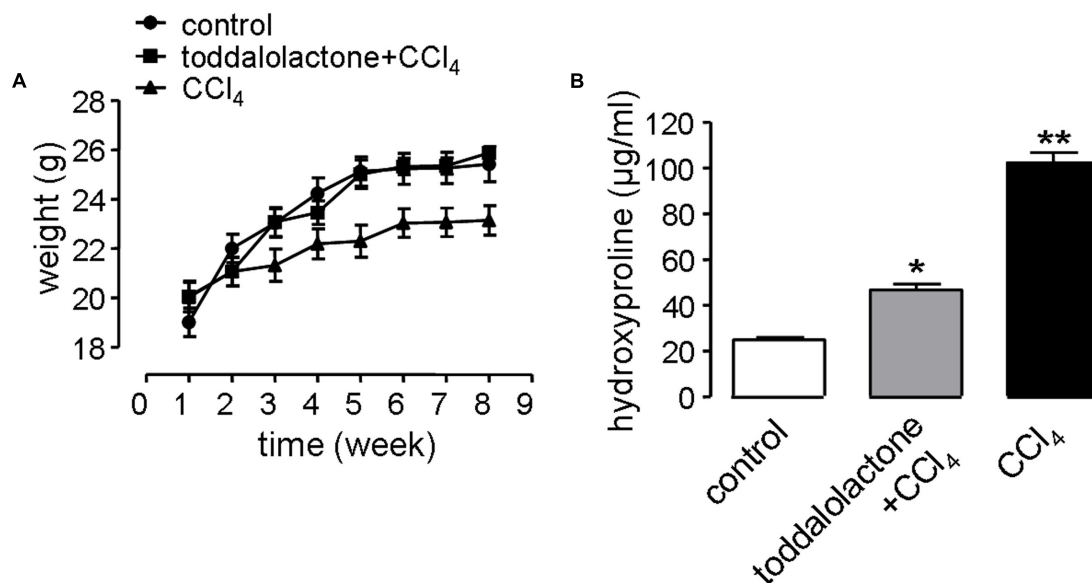 control
toddalolactone+CCl₄
CCl₄
A
weight (g)
28
26
24
22
20
18
0 1 2 3 4 5 6 7 8 9
time (week)
B
hydroxyproline (µg/ml)
120
100
80
60
40
20
0
*
**
control
toddalolactone
+CCl₄
CCl₄